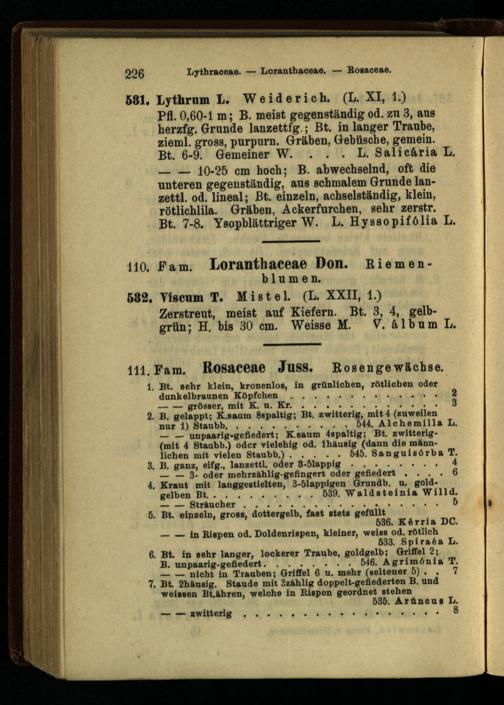 226 Lythraceae. — Loranthaceae. — Rosaceae.
531. Lythrum L. Weiderich. (L. XI, 1.)
Pfl. 0,60-1 m; B. meist gegenständig od. zu 3, aus
herzfg. Grunde lanzettfg.; Bt. in langer Traube,
zieml. gross, purpurn. Gräben, Gebüsche, gemein.
Bt. 6-9. Gemeiner W. . . . L. Salicária L.
— — 10-25 cm hoch; B. abwechselnd, oft die
unteren gegenständig, aus schmalem Grunde lan-
zettl. od. lineal; Bt. einzeln, achselständig, klein,
rötlichlila. Gräben, Ackerfurchen, sehr zerstr.
Bt. 7-8. Ysopblättriger W. L. Hyssopifólia L.
110. Fam. Loranthaceae Don. Riemen-
blumen.
532. Viscum T. Mistel. (L. XXII, 1.)
Zerstreut, meist auf Kiefern. Bt. 3, 4, gelb-
grün; H. bis 30 cm. Weisse M. V. álbum L.
111. Fam. Rosaceae Juss. Rosengewächse.
1. Bt. sehr klein, kronenlos, in grünlichen, rötlichen oder
dunkelbraunen Köpfchen . . . . . . . . . . . . 2
— — grösser, mit K. u. Kr. . . . . . . . . . . . 3
2. B. gelappt; K.saum 8spaltig; Bt. zwitterig, mit 4 (zuweilen
nur 1) Staubb. . . . . . . . . . 544. Alchemilla L.
— — unpaarig-gefiedert; K.saum 4spaltig; Bt. zwitterig-
(mit 4 Staubb.) oder vielehig od. 1häusig (dann die männ-
lichen mit vielen Staubb.) . . . . . 545. Sanguisórba T.
3. B. ganz, eifg., lanzettl. oder 3-5lappig . . . . . . . 4
— — 3- oder mehrzählig-gefingert oder gefiedert . . . . 6
4. Kraut mit langgestielten, 3-5lappigen Grundb. u. gold-
gelben Bt. . . . . . . . . . 539. Waldsteinia Willd.
— — Sträucher . . . . . . . . . . . . . . . 5
5. Bt. einzeln, gross, dottergelb, fast stets gefüllt
536. Kérria DC.
— — in Rispen od. Doldenrispen, kleiner, weiss od. rötlich
533. Spiraéa L.
6. Bt. in sehr langer, lockerer Traube, goldgelb; Griffel 2;
B. unpaarig-gefiedert. . . . . . . . 546. Agrimónia T.
— — nicht in Trauben; Griffel 6 u. mehr (seltener 5) . . 7
7. Bt. 2häusig. Staude mit 3zählig doppelt-gefiederten B. und
weissen Bt.ähren, welche in Rispen geordnet stehen
535. Arúncus L.
— — zwitterig . . . . . . . . . . . . . . . . 8